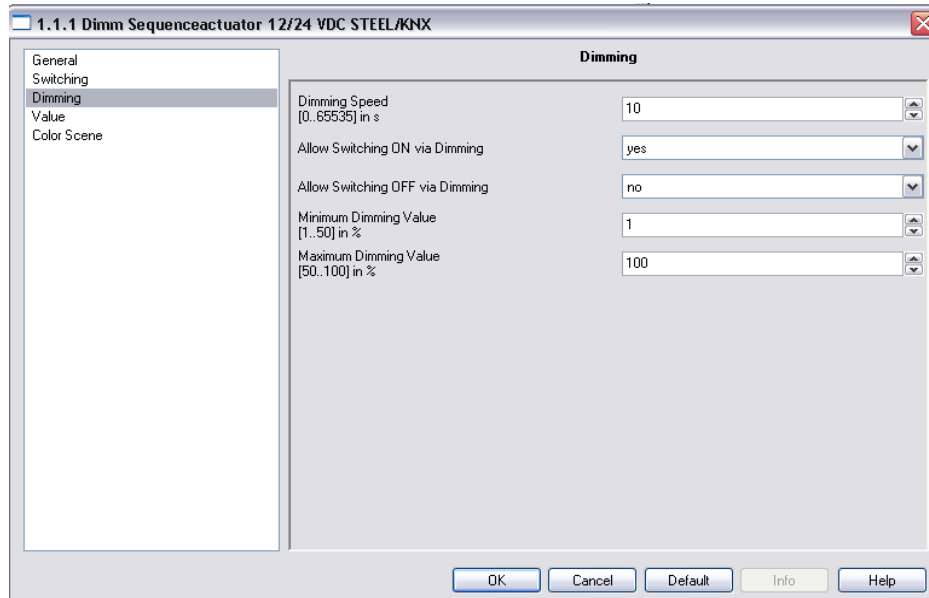 1.1.1 Dimm Sequenceactuator 12/24 VDC STEEL/KNX
General
Switching
Dimming
Value
Color Scene
Dimming
Dimming Speed
[0..65535] in s
10
Allow Switching ON via Dimming
yes
Allow Switching OFF via Dimming
no
Minimum Dimming Value
[1..50] in %
1
Maximum Dimming Value
[50..100] in %
100
OK
Cancel
Default
Info
Help